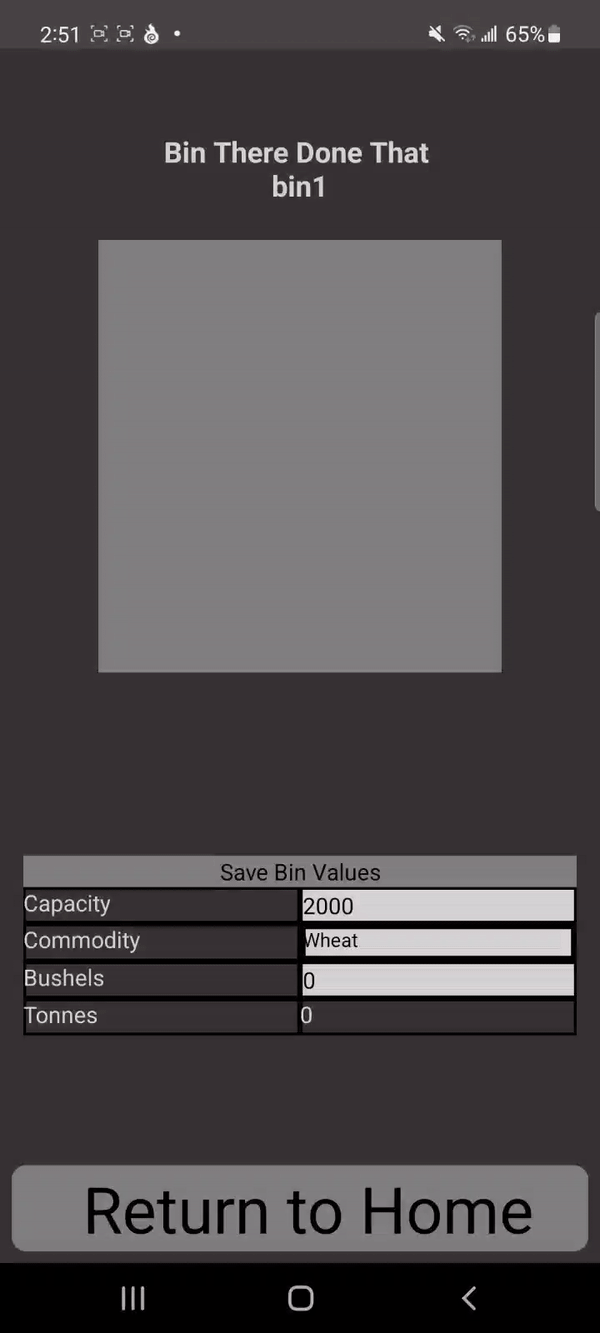 2:51 65%
Bin There Done That
bin1
Save Bin Values
Capacity 2000
Commodity Wheat
Bushels 0
Tonnes 0
Return to Home